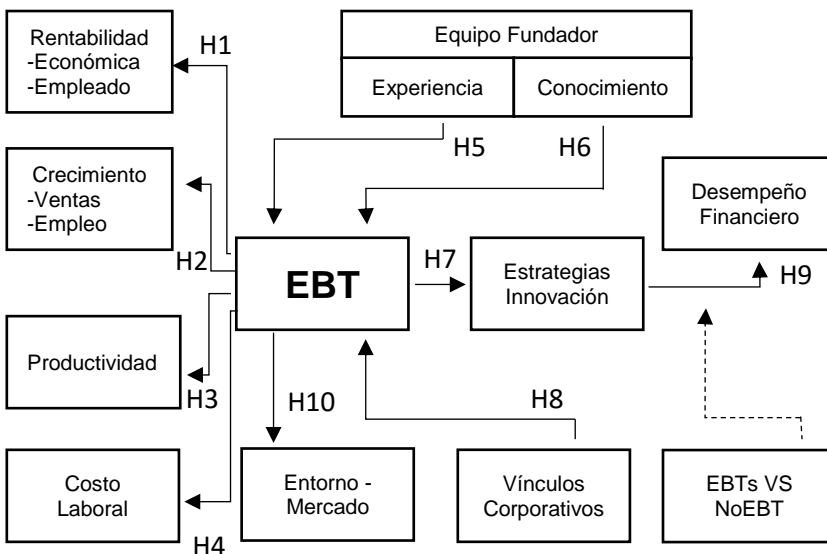 Rentabilidad
-Económica
-Empleado
H1
Equipo Fundador
Experiencia
Conocimiento
H5
H6
Crecimiento
-Ventas
-Empleo
H2
Desempeño
Financiero
EBT
H7
Estrategias
Innovación
H9
Productividad
H3
H10
H8
Costo
Laboral
H4
Entorno -
Mercado
Vínculos
Corporativos
EBTs VS
NoEBT